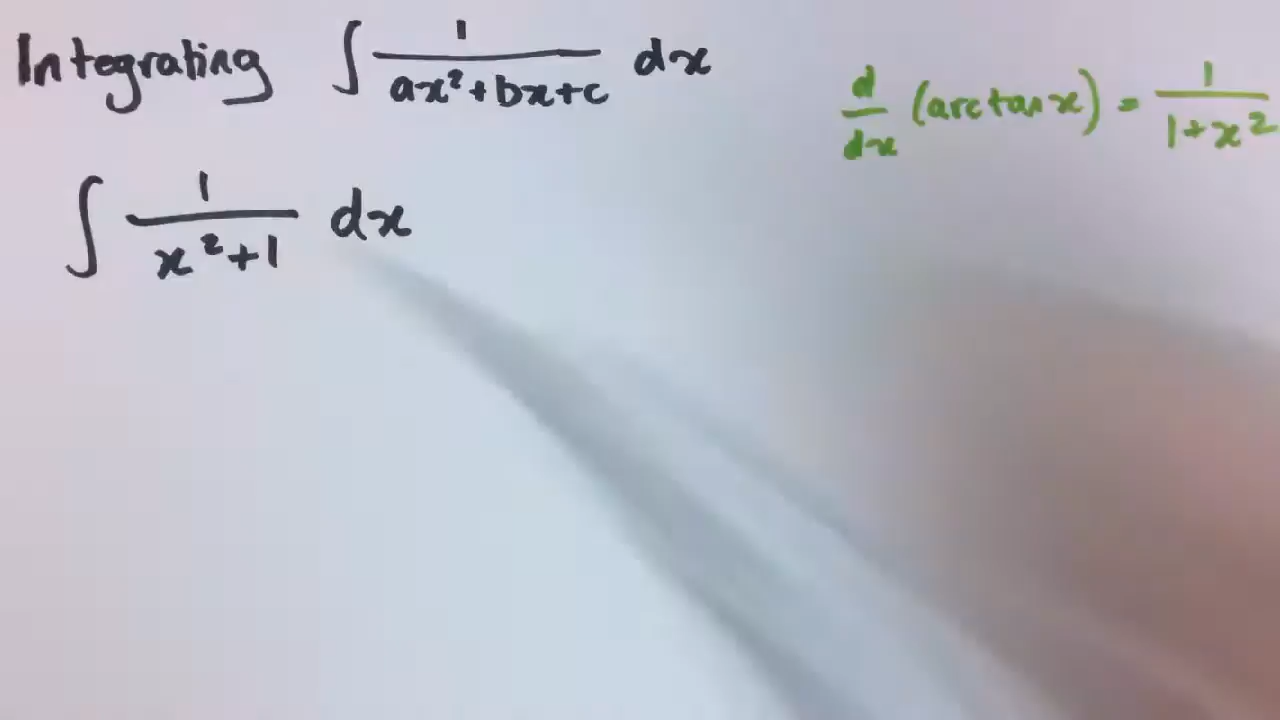 Integrating ∫ 1/(ax²+bx+c) dx
d/dx (arctan x) = 1/(1+x²)
∫ 1/(x²+1) dx